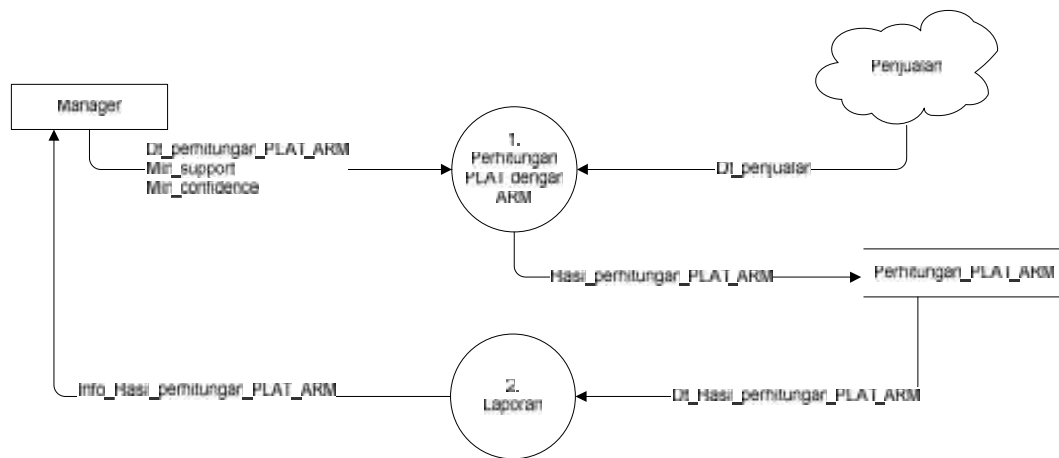 Penjualan
Manager
Dt_perhitungan_PLAT_ARM
Min_support
Min_confidence
1.
Perhitungan
PLAT dengan
ARM
Dt_penjualan
Hasil_perhitungan_PLAT_ARM
Perhitungan_PLAT_ARM
Info_Hasil_perhitungan_PLAT_ARM
2.
Laporan
Dt_Hasil_perhitungan_PLAT_ARM